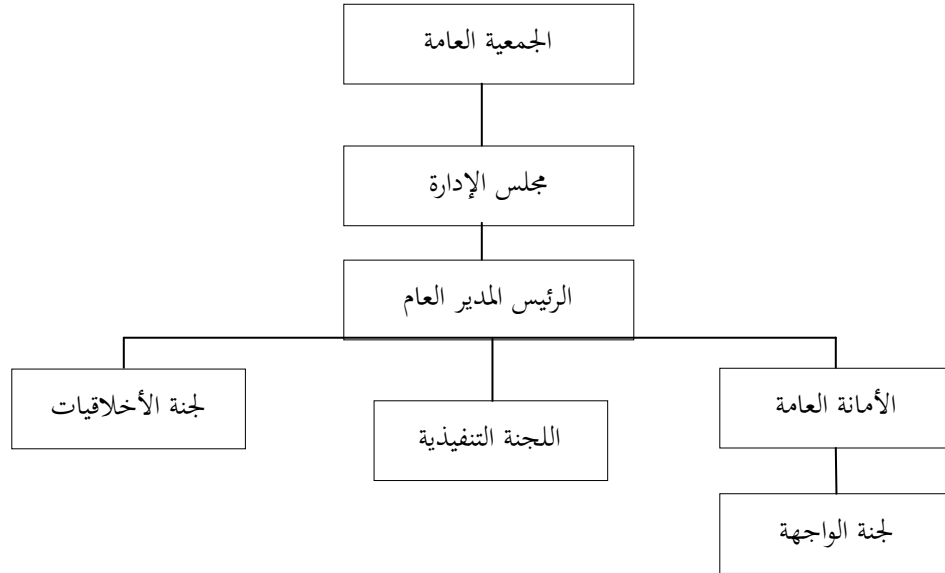 الجمعية العامة
مجلس الإدارة
الرئيس المدير العام
الأمانة العامة
اللجنة التنفيذية
لجنة الأخلاقيات
لجنة الواجهة